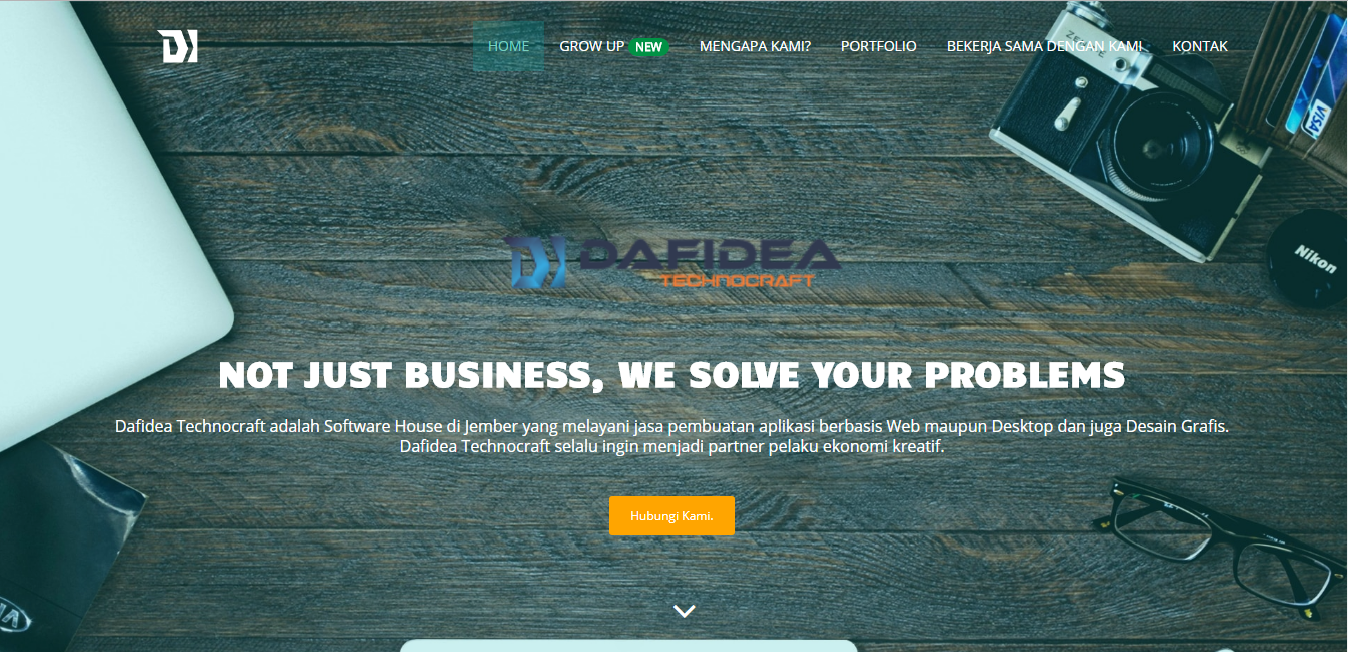 HOME
GROW UP NEW
MENGAPA KAMI?
PORTFOLIO
BEKERJA SAMA DENGAN KAMI
KONTAK
ZENIT
VISA
Nikon
DAFIDEA
TECHNOCRAFT
NOT JUST BUSINESS, WE SOLVE YOUR PROBLEMS
Dafidea Technocraft adalah Software House di Jember yang melayani jasa pembuatan aplikasi berbasis Web maupun Desktop dan juga Desain Grafis.
Dafidea Technocraft selalu ingin menjadi partner pelaku ekonomi kreatif.
Hubungi Kami.